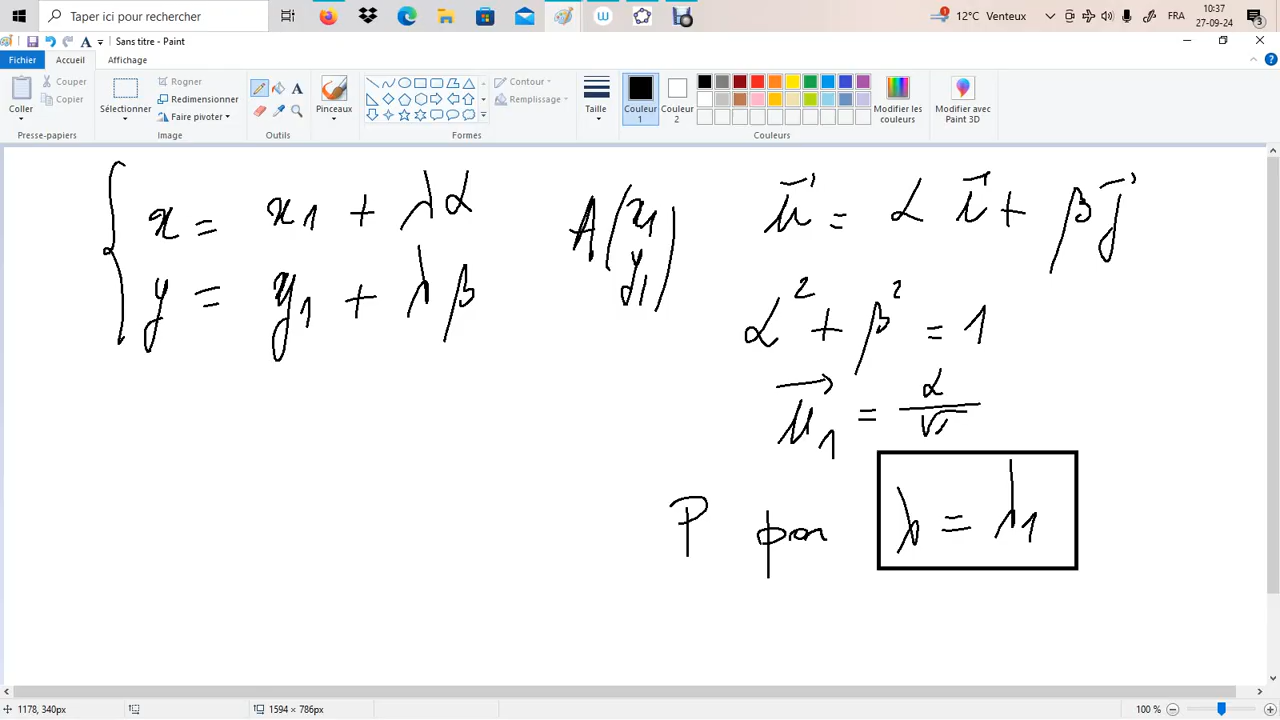 Taper ici pour rechercher
12°C Venteux
FRA
10:37
27-09-24
3
Sans titre - Paint
Fichier
Accueil
Affichage
Coller
Couper
Copier
Presse-papiers
Sélectionner
Rogner
Redimensionner
Faire pivoter
Image
A
Outils
Pinceaux
Contour
Remplissage
Formes
Taille
Couleur 1
Couleur 2
Modifier les couleurs
Couleurs
Modifier avec Paint 3D
x = x1 + λα
y = y1 + λβ
A(x1
y1)
u⃗ = α i⃗ + β j⃗
α² + β² = 1
u⃗1 = α/√
P pour λ = λ1
1178, 340px
1594 × 786px
100 %